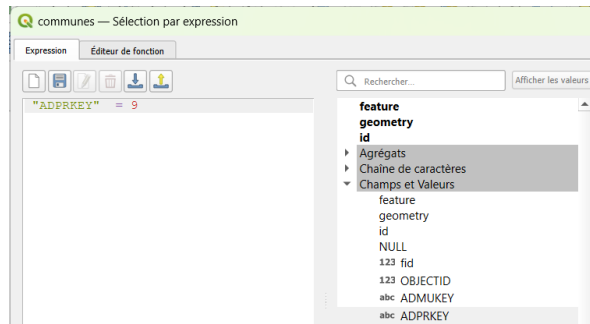 communes — Sélection par expression
Expression Éditeur de fonction
Rechercher... Afficher les valeurs
"ADPRKEY" = 9
feature
geometry
id
Agrégats
Chaîne de caractères
Champs et Valeurs
feature
geometry
id
NULL
123 fid
123 OBJECTID
abc ADMUKEY
abc ADPRKEY